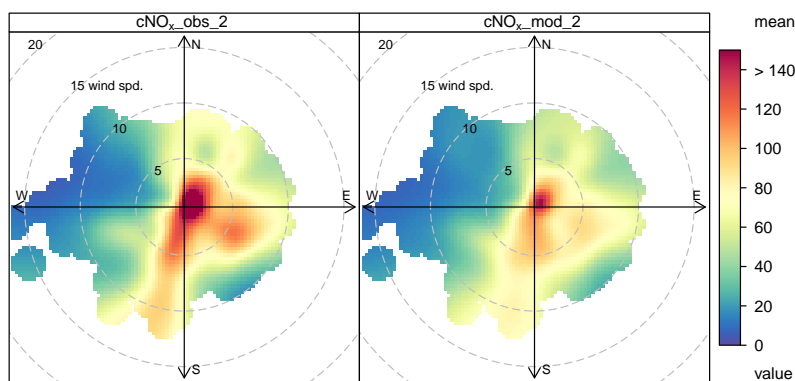 cNOₓ_obs_2
20
N
15 wind spd.
10
5
W
E
S
cNOₓ_mod_2
20
N
15 wind spd.
10
5
W
E
S
mean
> 140
120
100
80
60
40
20
0
value